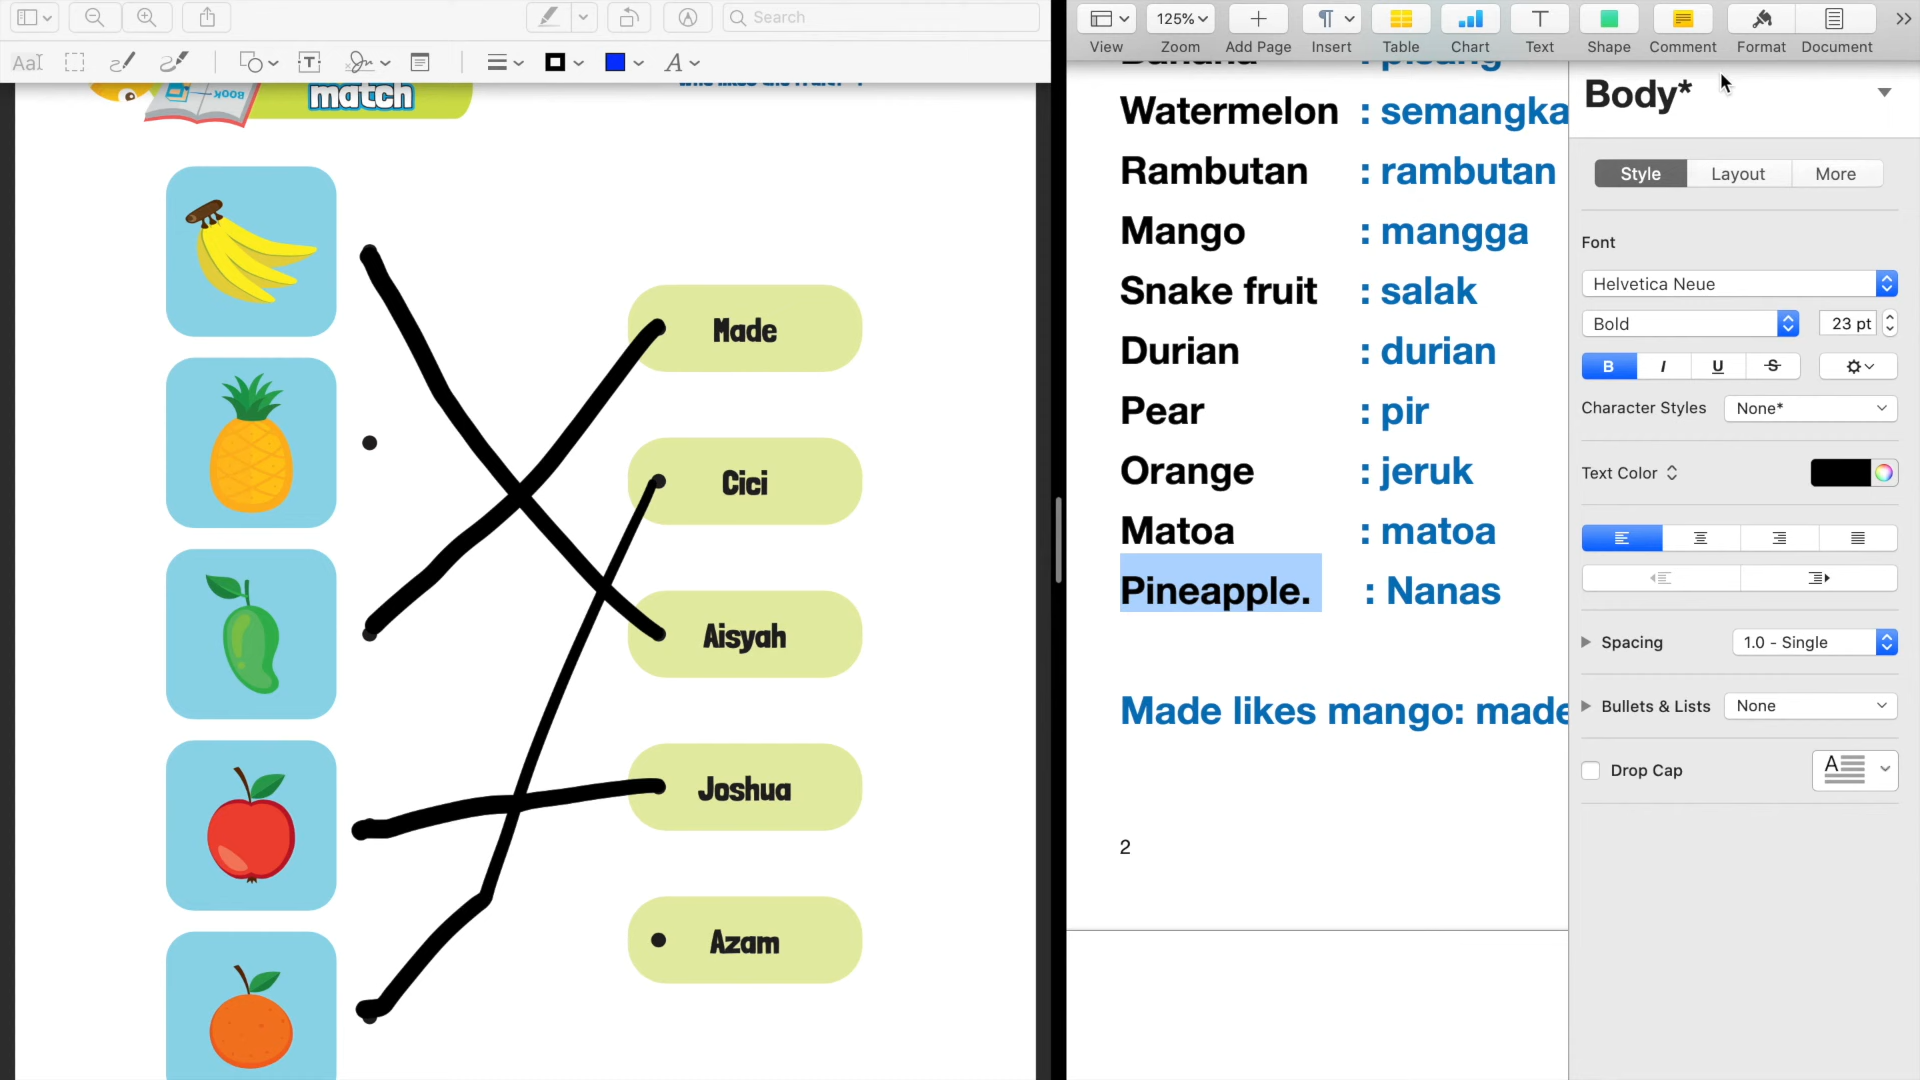 Search
View
125%
Zoom
Add Page
Insert
Table
Chart
Text
Shape
Comment
Format
Document
BOOK
match
Made
Cici
Aisyah
Joshua
Azam
Watermelon : semangka
Rambutan : rambutan
Mango : mangga
Snake fruit : salak
Durian : durian
Pear : pir
Orange : jeruk
Matoa : matoa
Pineapple. : Nanas
Made likes mango: made
2
Body*
Style Layout More
Font
Helvetica Neue
Bold 23 pt
B I U S
Character Styles None*
Text Color
Spacing 1.0 - Single
Bullets & Lists None
Drop Cap